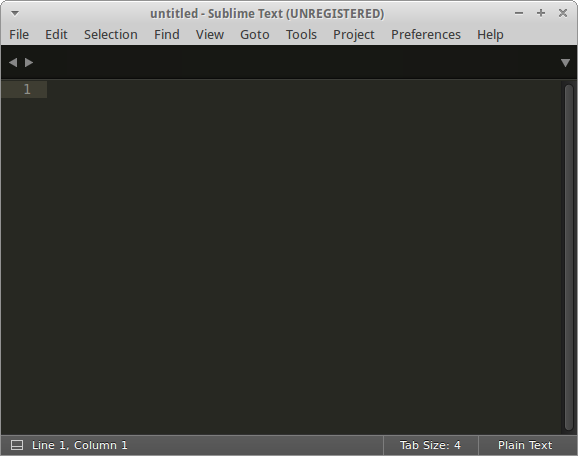 untitled - Sublime Text (UNREGISTERED)
File Edit Selection Find View Goto Tools Project Preferences Help
1
Line 1, Column 1 Tab Size: 4 Plain Text